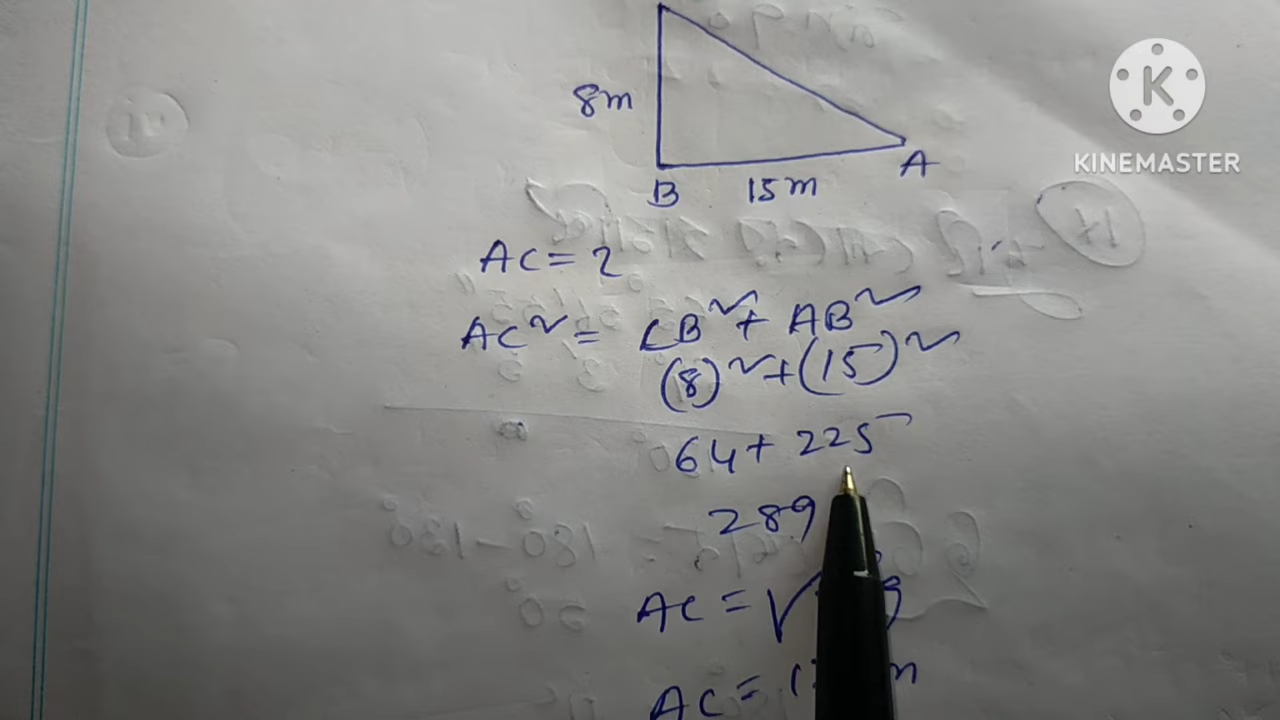 8m
KINEMASTER
B 15m A
AC = ?
AC² = CB² + AB²
(8)² + (15)²
64 + 225
289
AC = √
AC =